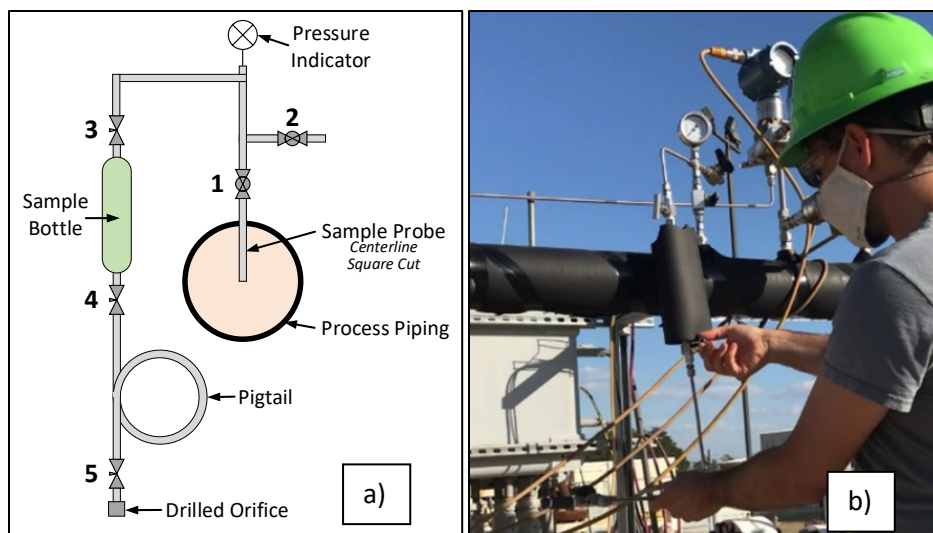 Pressure
Indicator
2
3
1
Sample
Bottle
Sample Probe
Centerline
Square Cut
4
Process Piping
Pigtail
5
Drilled Orifice
a)
b)